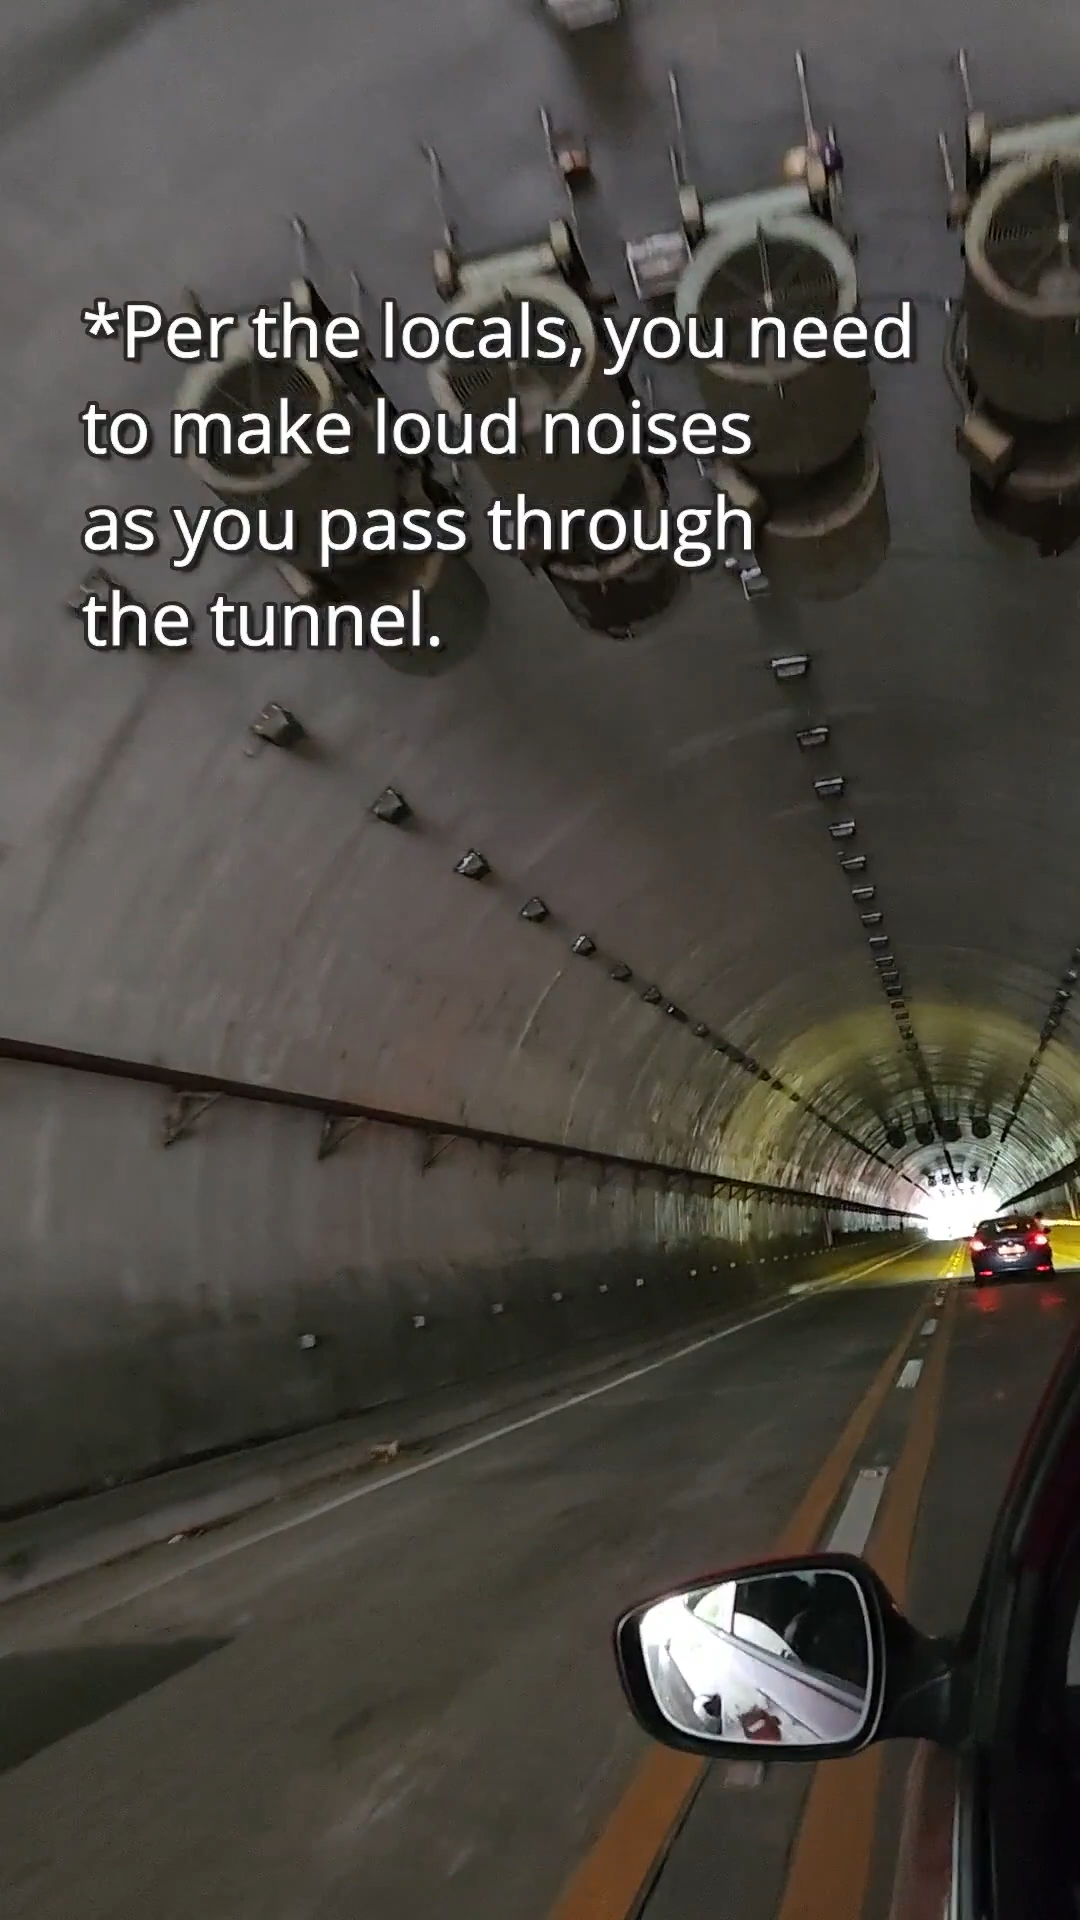 *Per the locals, you need
to make loud noises
as you pass through
the tunnel.